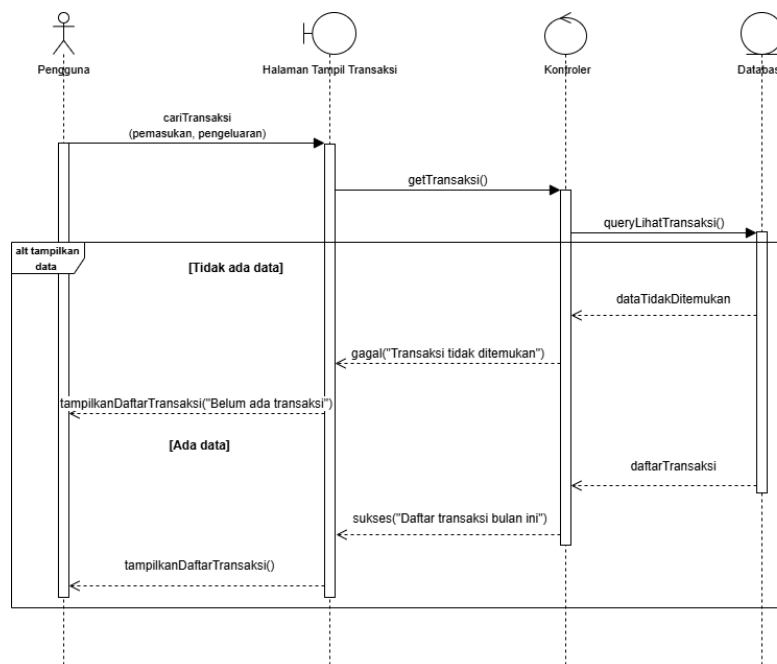 Pengguna
Halaman Tampil Transaksi
Kontroler
Databas
cariTransaksi
(pemasukan, pengeluaran)
getTransaksi()
queryLihatTransaksi()
alt tampilkan
data
[Tidak ada data]
dataTidakDitemukan
gagal("Transaksi tidak ditemukan")
tampilkanDaftarTransaksi("Belum ada transaksi")
[Ada data]
daftarTransaksi
sukses("Daftar transaksi bulan ini")
tampilkanDaftarTransaksi()